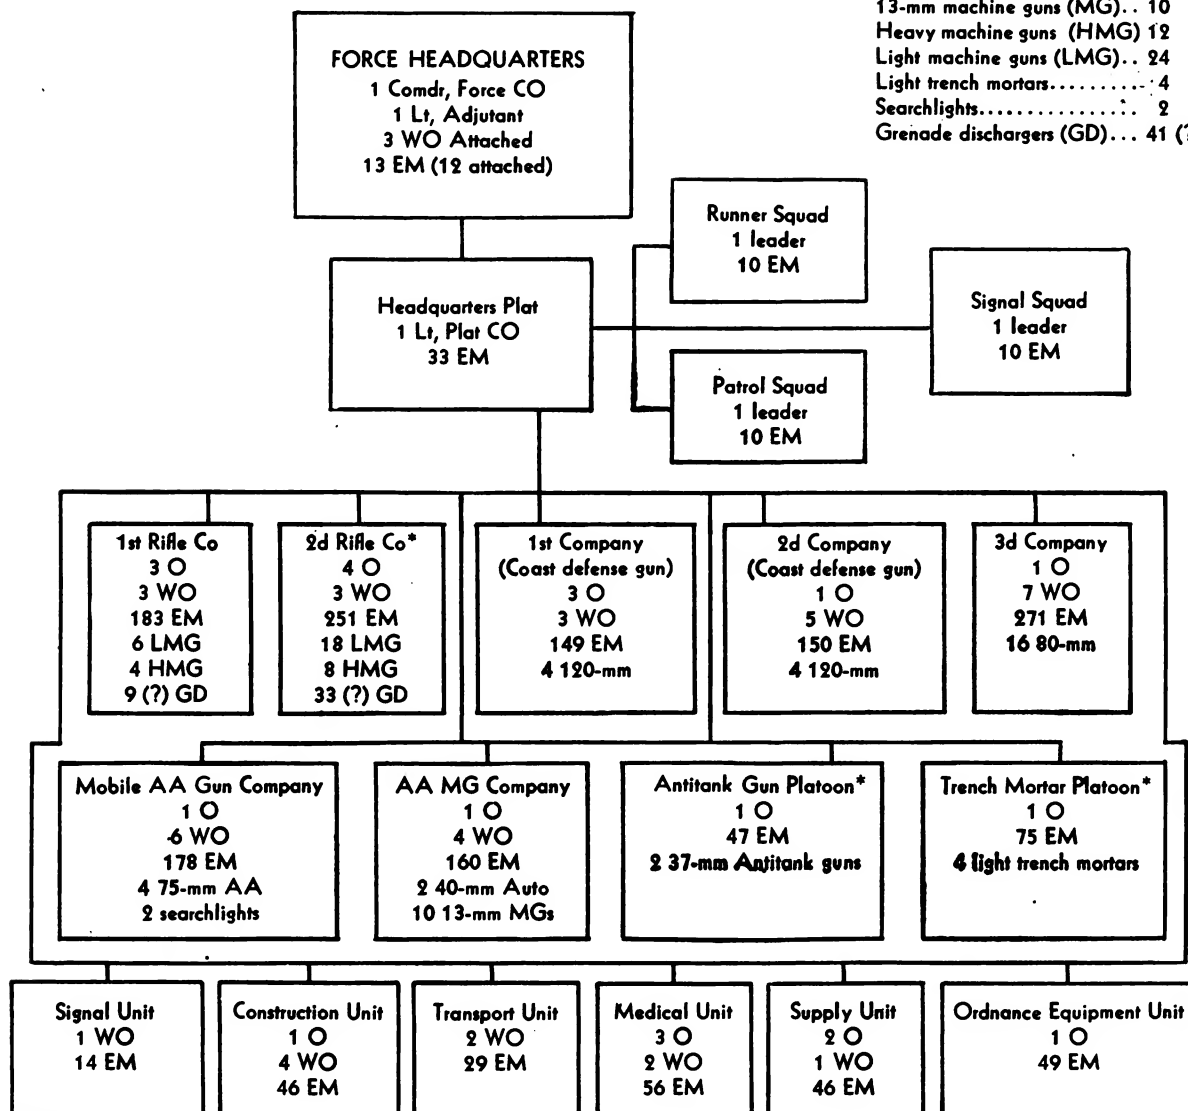 13-mm machine guns (MG).. 10
Heavy machine guns (HMG) 12
Light machine guns (LMG).. 24
Light trench mortars.......... 4
Searchlights................ 2
Grenade dischargers (GD)... 41 (?
FORCE HEADQUARTERS
1 Comdr, Force CO
1 Lt, Adjutant
3 WO Attached
13 EM (12 attached)
Runner Squad
1 leader
10 EM
Headquarters Plat
1 Lt, Plat CO
33 EM
Signal Squad
1 leader
10 EM
Patrol Squad
1 leader
10 EM
1st Rifle Co
3 O
3 WO
183 EM
6 LMG
4 HMG
9 (?) GD
2d Rifle Co*
4 O
3 WO
251 EM
18 LMG
8 HMG
33 (?) GD
1st Company
(Coast defense gun)
3 O
3 WO
149 EM
4 120-mm
2d Company
(Coast defense gun)
1 O
5 WO
150 EM
4 120-mm
3d Company
1 O
7 WO
271 EM
16 80-mm
Mobile AA Gun Company
1 O
6 WO
178 EM
4 75-mm AA
2 searchlights
AA MG Company
1 O
4 WO
160 EM
2 40-mm Auto
10 13-mm MGs
Antitank Gun Platoon*
1 O
47 EM
2 37-mm Antitank guns
Trench Mortar Platoon*
1 O
75 EM
4 light trench mortars
Signal Unit
1 WO
14 EM
Construction Unit
1 O
4 WO
46 EM
Transport Unit
2 WO
29 EM
Medical Unit
3 O
2 WO
56 EM
Supply Unit
2 O
1 WO
46 EM
Ordnance Equipment Unit
1 O
49 EM